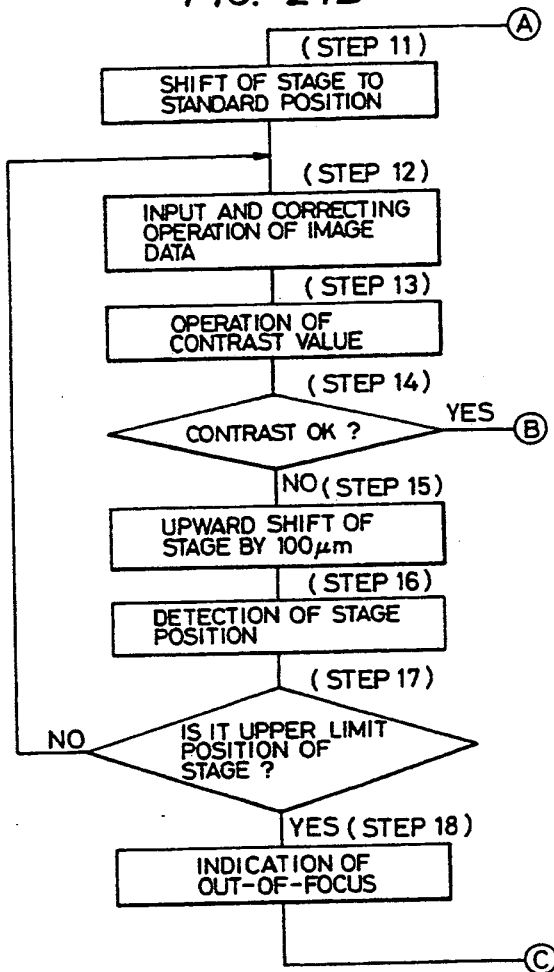 FIG. 21B
A
(STEP 11)
SHIFT OF STAGE TO
STANDARD POSITION
(STEP 12)
INPUT AND CORRECTING
OPERATION OF IMAGE
DATA
(STEP 13)
OPERATION OF
CONTRAST VALUE
(STEP 14)
CONTRAST OK ?
YES
B
NO (STEP 15)
UPWARD SHIFT OF
STAGE BY 100μm
(STEP 16)
DETECTION OF STAGE
POSITION
(STEP 17)
NO
IS IT UPPER LIMIT
POSITION OF
STAGE ?
YES (STEP 18)
INDICATION OF
OUT-OF-FOCUS
C